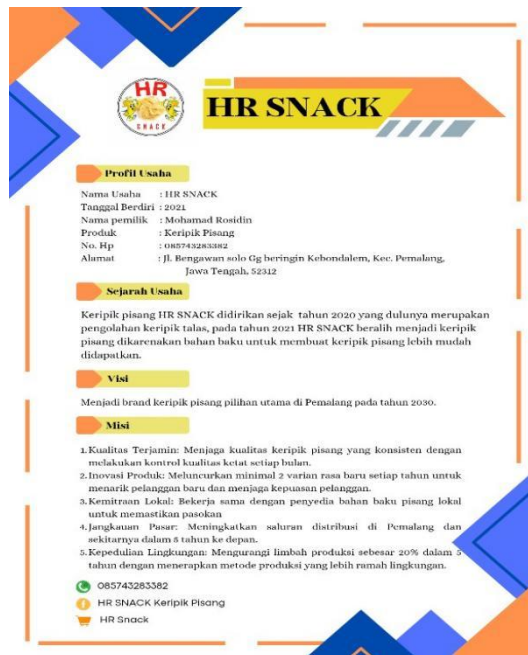 HR
SNACK
HR SNACK
Profil Usaha
Nama Usaha : HR SNACK
Tanggal Berdiri : 2021
Nama pemilik : Mohamad Rosidin
Produk : Keripik Pisang
No. Hp : 085743283382
Alamat : Jl. Bengawan solo Gg beringin Kebondalem, Kec. Pemalang,
Jawa Tengah, 52312
Sejarah Usaha
Keripik pisang HR SNACK didirikan sejak tahun 2020 yang dulunya merupakan
pengolahan keripik talas, pada tahun 2021 HR SNACK beralih menjadi keripik
pisang dikarenakan bahan baku untuk membuat keripik pisang lebih mudah
didapatkan.
Visi
Menjadi brand keripik pisang pilihan utama di Pemalang pada tahun 2030.
Misi
1. Kualitas Terjamin: Menjaga kualitas keripik pisang yang konsisten dengan
melakukan kontrol kualitas ketat setiap bulan.
2. Inovasi Produk: Meluncurkan minimal 2 varian rasa baru setiap tahun untuk
menarik pelanggan baru dan menjaga kepuasan pelanggan.
3. Kemitraan Lokal: Bekerja sama dengan penyedia bahan baku pisang lokal
untuk memastikan pasokan
4. Jangkauan Pasar: Meningkatkan saluran distribusi di Pemalang dan
sekitarnya dalam 5 tahun ke depan.
5. Kepedulian Lingkungan: Mengurangi limbah produksi sebesar 20% dalam 5
tahun dengan menerapkan metode produksi yang lebih ramah lingkungan.
085743283382
HR SNACK Keripik Pisang
HR Snack